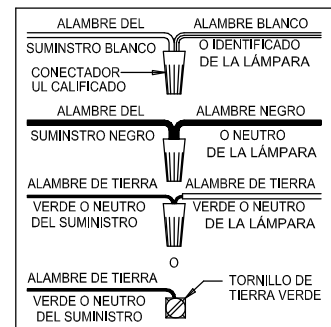 ALAMBRE DEL
ALAMBRE BLANCO
SUMINSTRO BLANCO
O IDENTIFICADO
DE LA LÁMPARA
CONECTADOR
UL CALIFICADO
ALAMBRE DEL
ALAMBRE NEGRO
SUMINSTRO NEGRO
O NEUTRO
DE LA LÁMPARA
ALAMBRE DE TIERRA
ALAMBRE DE TIERRA
VERDE O NEUTRO
DEL SUMINISTRO
VERDE O NEUTRO
DE LA LÁMPARA
O
ALAMBRE DE TIERRA
VERDE O NEUTRO
DEL SUMINISTRO
TORNILLO DE
TIERRA VERDE